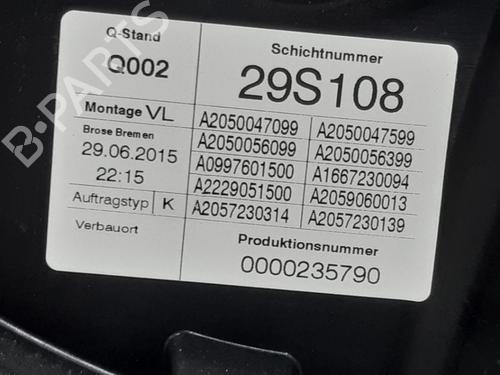 Q-Stand
Q002
Schichtnummer
29S108
Montage VL
Brose Bremen
29.06.2015
22:15
Auftragstyp K
Verbauort
A2050047099 A2050047599
A2050056099 A2050056399
A0997601500 A1667230094
A2229051500 A2059060013
A2057230314 A2057230139
Produktionsnummer
0000235790
B-PARTS